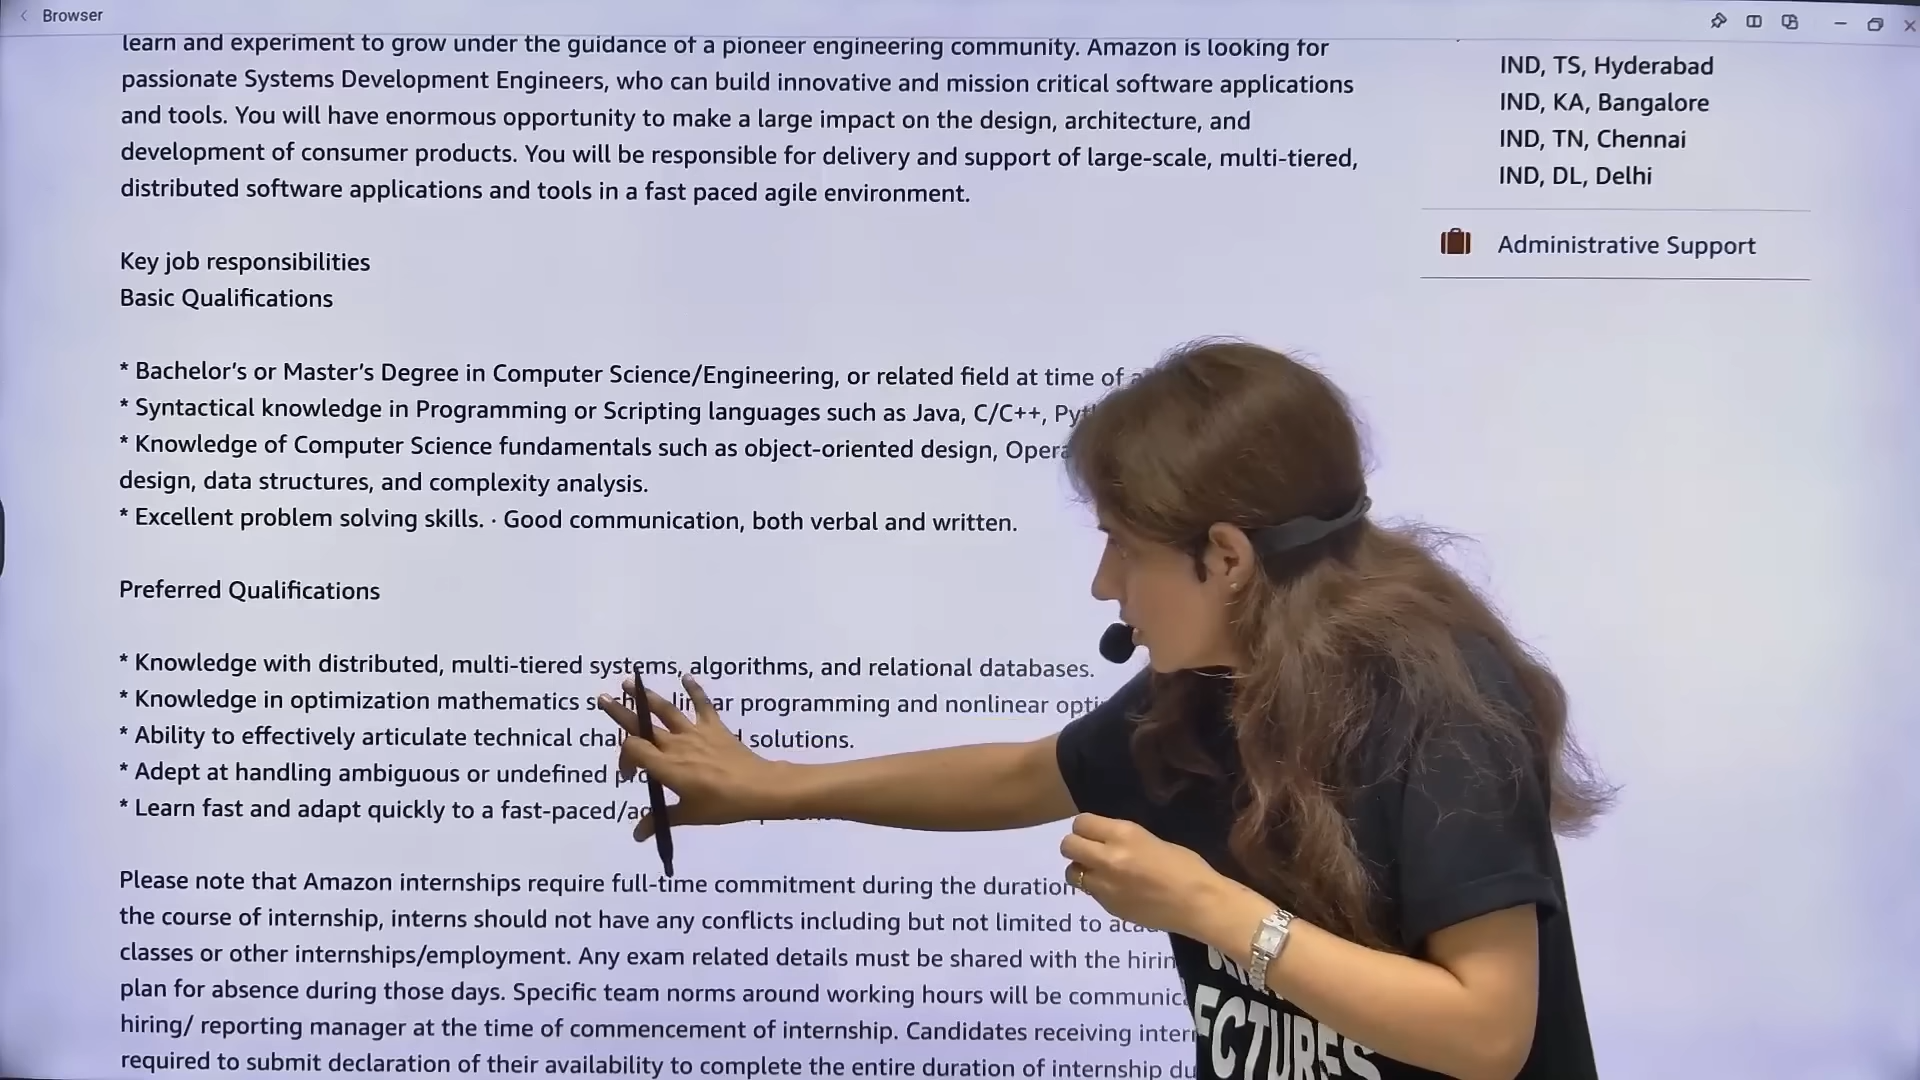 Browser
learn and experiment to grow under the guidance of a pioneer engineering community. Amazon is looking for
passionate Systems Development Engineers, who can build innovative and mission critical software applications
and tools. You will have enormous opportunity to make a large impact on the design, architecture, and
development of consumer products. You will be responsible for delivery and support of large-scale, multi-tiered,
distributed software applications and tools in a fast paced agile environment.
Key job responsibilities
Basic Qualifications
* Bachelor's or Master's Degree in Computer Science/Engineering, or related field at time of
* Syntactical knowledge in Programming or Scripting languages such as Java, C/C++,
* Knowledge of Computer Science fundamentals such as object-oriented design,
design, data structures, and complexity analysis.
* Excellent problem solving skills. · Good communication, both verbal and written.
Preferred Qualifications
* Knowledge with distributed, multi-tiered systems, algorithms, and relational databases.
* Knowledge in optimization mathematics such linear programming and nonlinear
* Ability to effectively articulate technical solutions.
* Adept at handling ambiguous or undefined
* Learn fast and adapt quickly to a
Please note that Amazon internships require full-time commitment during the duration
the course of internship, interns should not have any conflicts including but not limited to
classes or other internships/employment. Any exam related details must be shared with the
plan for absence during those days. Specific team norms around working hours will be
hiring/ reporting manager at the time of commencement of internship. Candidates receiving
required to submit declaration of their availability to complete the entire duration of internship
IND, TS, Hyderabad
IND, KA, Bangalore
IND, TN, Chennai
IND, DL, Delhi
Administrative Support